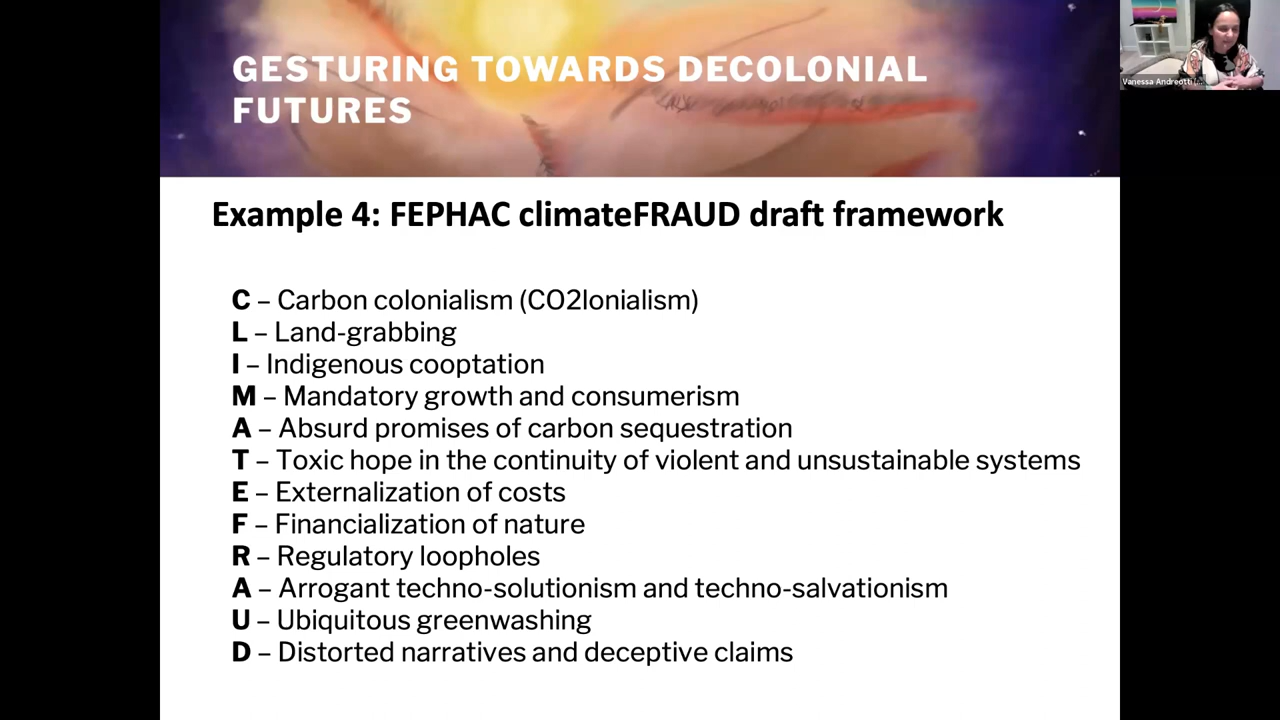 GESTURING TOWARDS DECOLONIAL
FUTURES
Vanessa Andreotti (...
Example 4: FEPHAC climateFRAUD draft framework
C – Carbon colonialism (CO2lonialism)
L – Land-grabbing
I – Indigenous cooptation
M – Mandatory growth and consumerism
A – Absurd promises of carbon sequestration
T – Toxic hope in the continuity of violent and unsustainable systems
E – Externalization of costs
F – Financialization of nature
R – Regulatory loopholes
A – Arrogant techno-solutionism and techno-salvationism
U – Ubiquitous greenwashing
D – Distorted narratives and deceptive claims